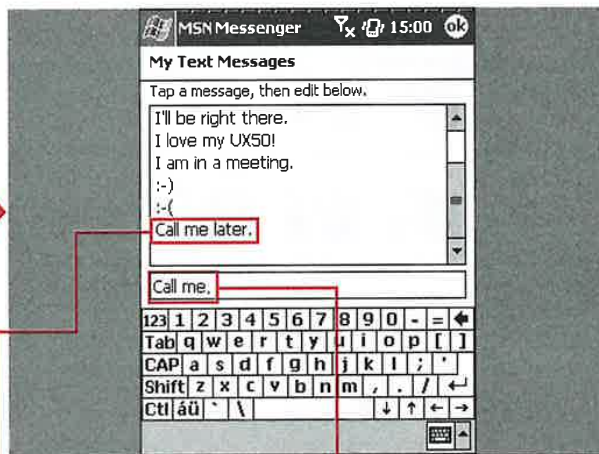 MSN Messenger 15:00 ok
My Text Messages
Tap a message, then edit below.
I'll be right there.
I love my UX50!
I am in a meeting.
:-)
:-(
Call me later.
Call me.
123 1 2 3 4 5 6 7 8 9 0 - =
Tab q w e r t y u i o p [ ]
CAP a s d f g h j k l ; '
Shift z x c v b n m , . /
Ctl áü ` \